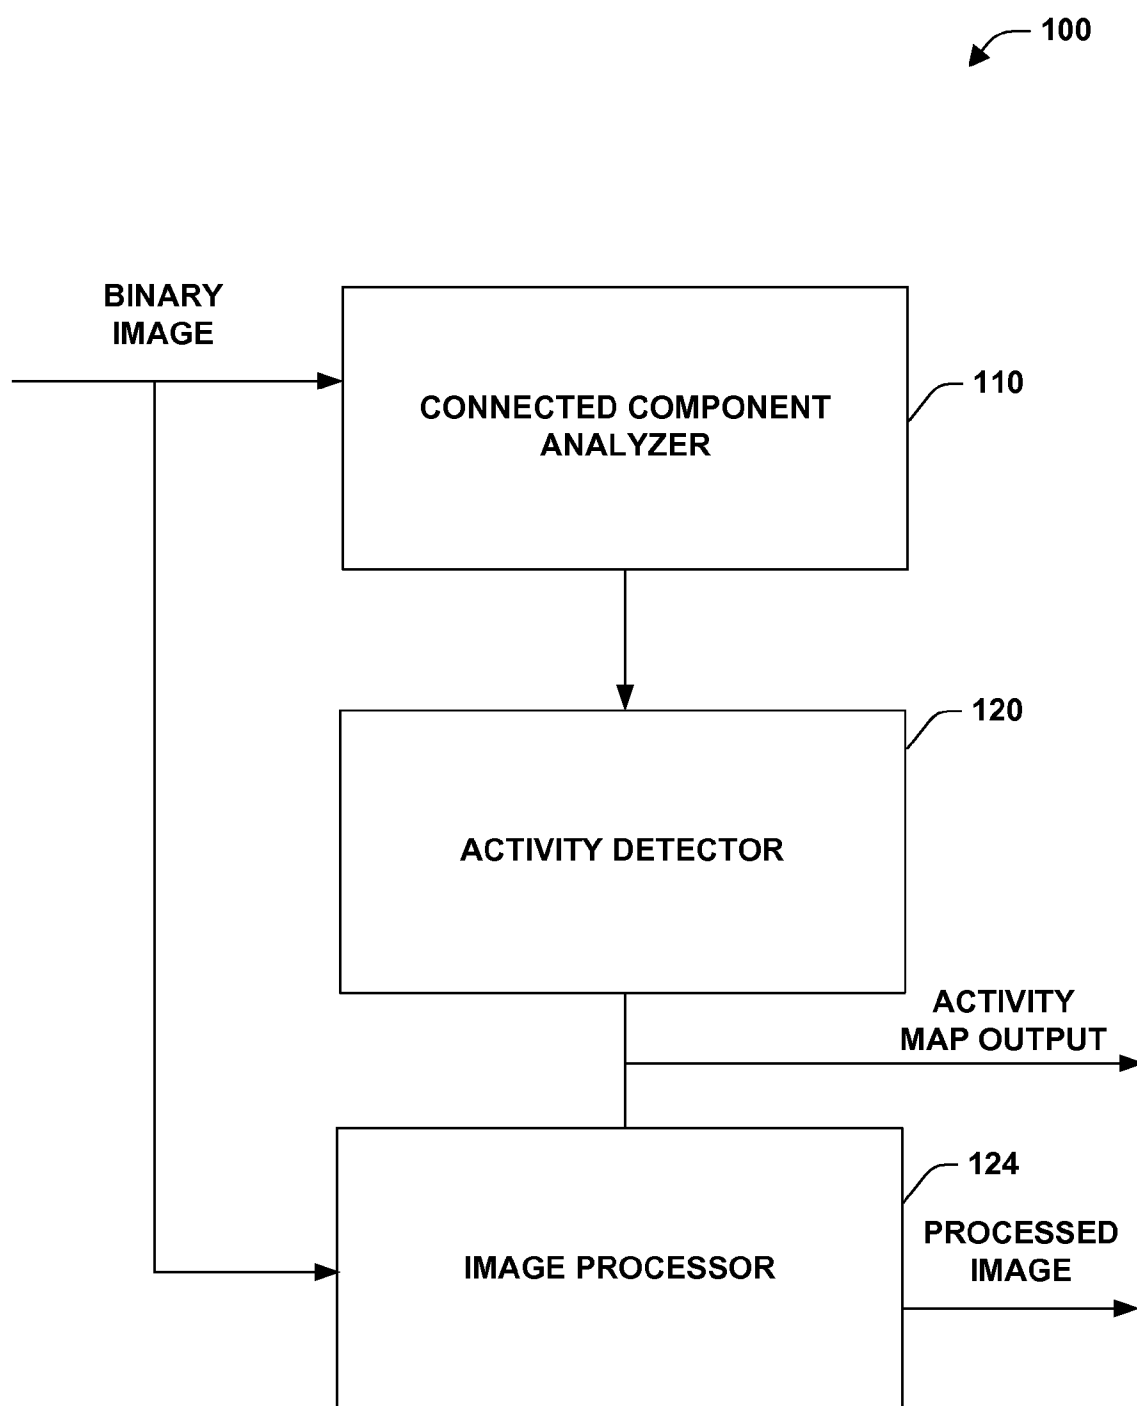 100
BINARY
IMAGE
CONNECTED COMPONENT
ANALYZER
110
120
ACTIVITY DETECTOR
ACTIVITY
MAP OUTPUT
124
PROCESSED
IMAGE
IMAGE PROCESSOR